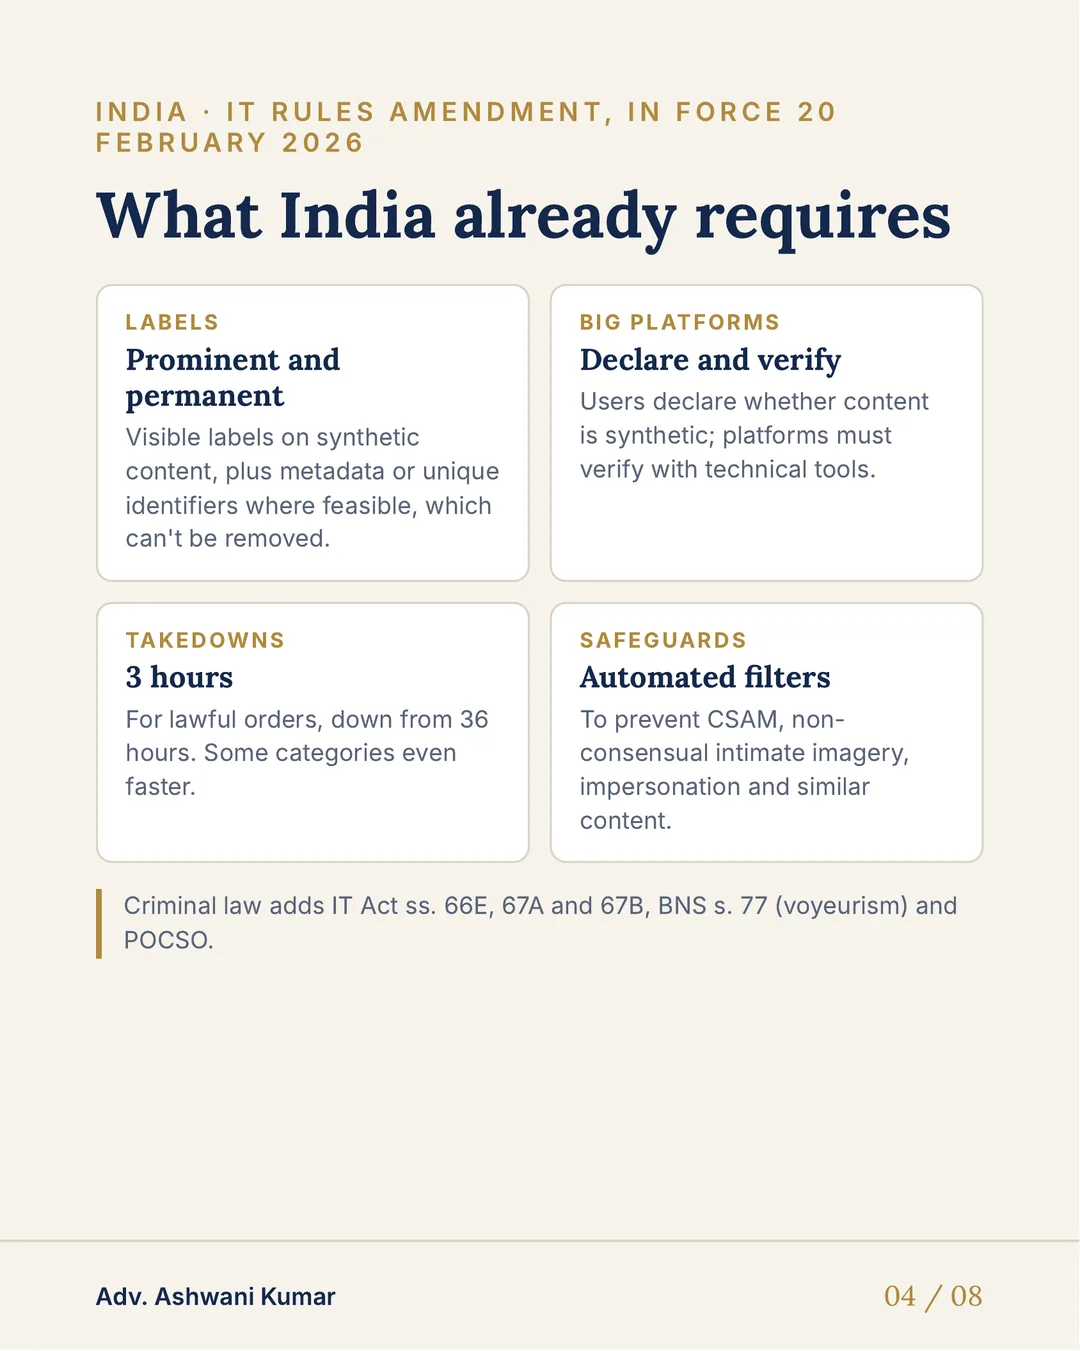 INDIA · IT RULES AMENDMENT, IN FORCE 20
FEBRUARY 2026
What India already requires
LABELS
Prominent and
permanent
Visible labels on synthetic
content, plus metadata or unique
identifiers where feasible, which
can't be removed.
BIG PLATFORMS
Declare and verify
Users declare whether content
is synthetic; platforms must
verify with technical tools.
TAKEDOWNS
3 hours
For lawful orders, down from 36
hours. Some categories even
faster.
SAFEGUARDS
Automated filters
To prevent CSAM, non-
consensual intimate imagery,
impersonation and similar
content.
Criminal law adds IT Act ss. 66E, 67A and 67B, BNS s. 77 (voyeurism) and
POCSO.
Adv. Ashwani Kumar
04 / 08